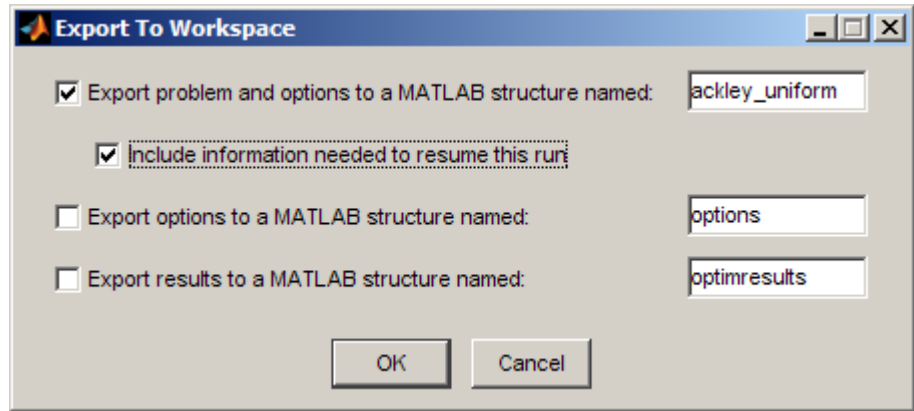 Export To Workspace
Export problem and options to a MATLAB structure named: ackley_uniform
Include information needed to resume this run
Export options to a MATLAB structure named: options
Export results to a MATLAB structure named: optimresults
OK Cancel